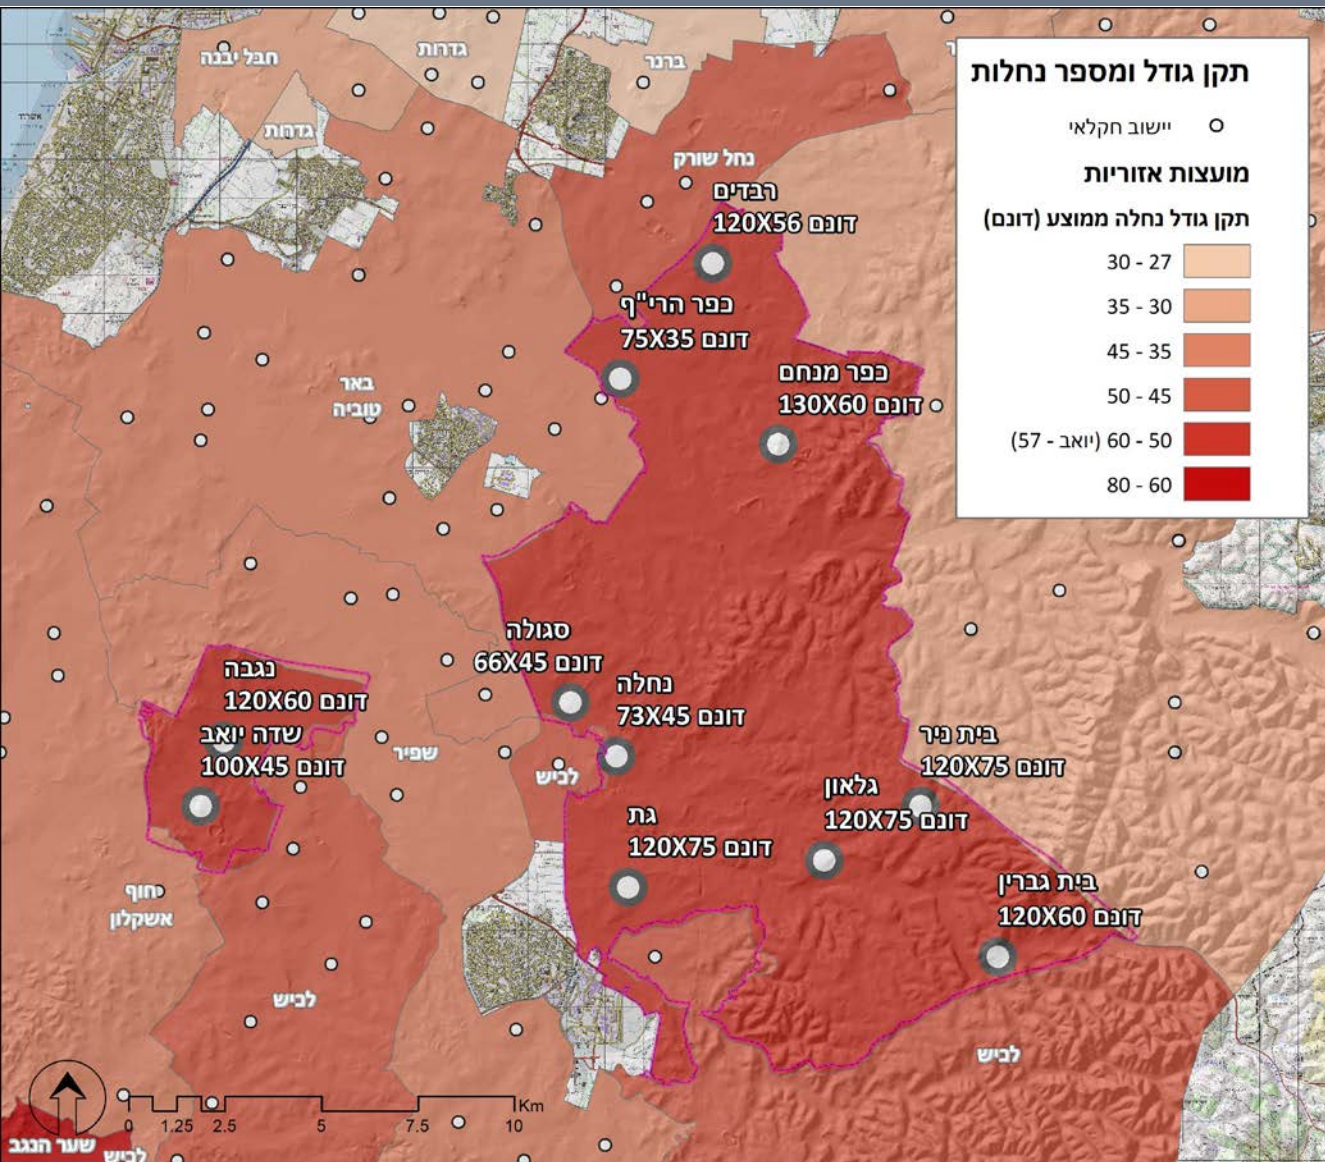 תקן גודל ומספר נחלות
יישוב חקלאי
מועצות אזוריות
תקן גודל נחלה ממוצע (דונם)
30 - 27
35 - 30
45 - 35
50 - 45
60 - 50 (יואב - 57)
80 - 60
חבל יבנה
גדרות
ברנר
גדרות
נחל שורק
רבדים
120X56 דונם
כפר הרי"ף
75X35 דונם
כפר מנחם
130X60 דונם
באר
טוביה
סגולה
66X45 דונם
נחלה
73X45 דונם
נגבה
120X60 דונם
שדה יואב
100X45 דונם
שפיר
לכיש
בית ניר
120X75 דונם
גלאון
120X75 דונם
גת
120X75 דונם
בית גברין
120X60 דונם
חוף
אשקלון
לכיש
לכיש
שער הנגב
לכיש
0 1.25 2.5 5 7.5 10 Km